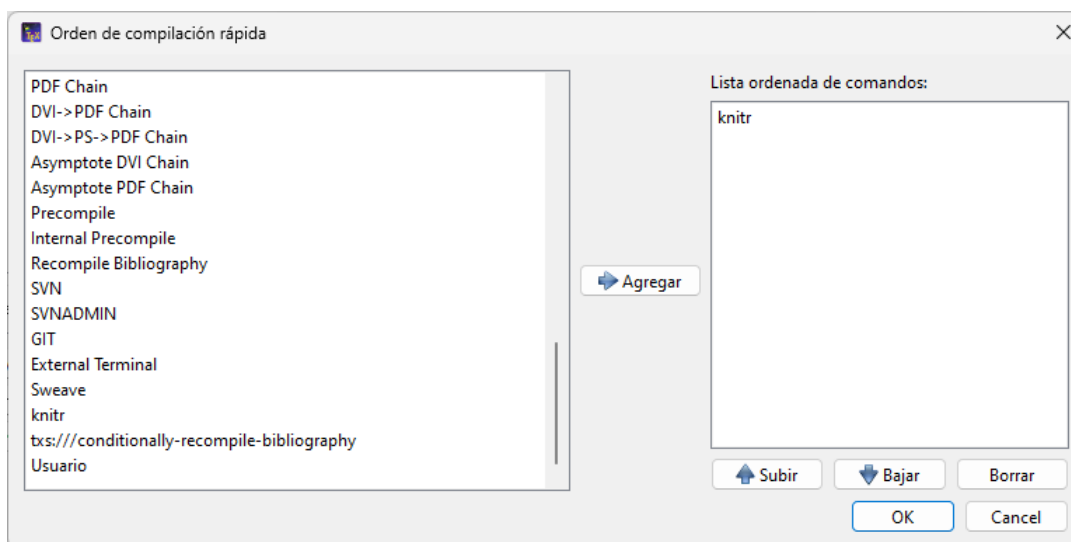 Orden de compilación rápida
PDF Chain
DVI->PDF Chain
DVI->PS->PDF Chain
Asymptote DVI Chain
Asymptote PDF Chain
Precompile
Internal Precompile
Recompile Bibliography
SVN
SVNADMIN
GIT
External Terminal
Sweave
knitr
txs:///conditionally-recompile-bibliography
Usuario
Agregar
Lista ordenada de comandos:
knitr
Subir
Bajar
Borrar
OK
Cancel